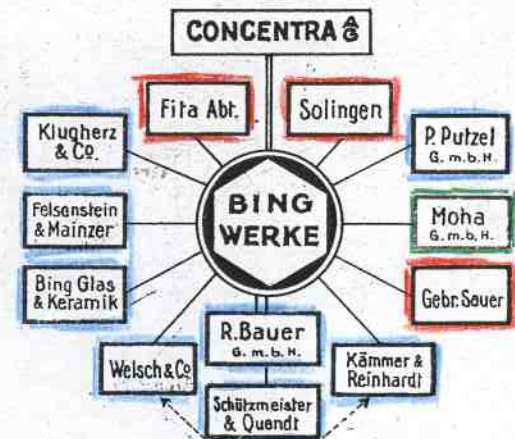 CONCENTRA AG
Fita Abt.
Solingen
Klugherz
& Co.
P. Putzel
G.m.b.H.
Felsenstein
& Mainzer
BING
WERKE
Moha
G.m.b.H.
Bing Glas
& Keramik
Gebr. Sauer
R. Bauer
G.m.b.H.
Welsch & Co
Kämmer &
Reinhardt
Schützmeister
& Quendt